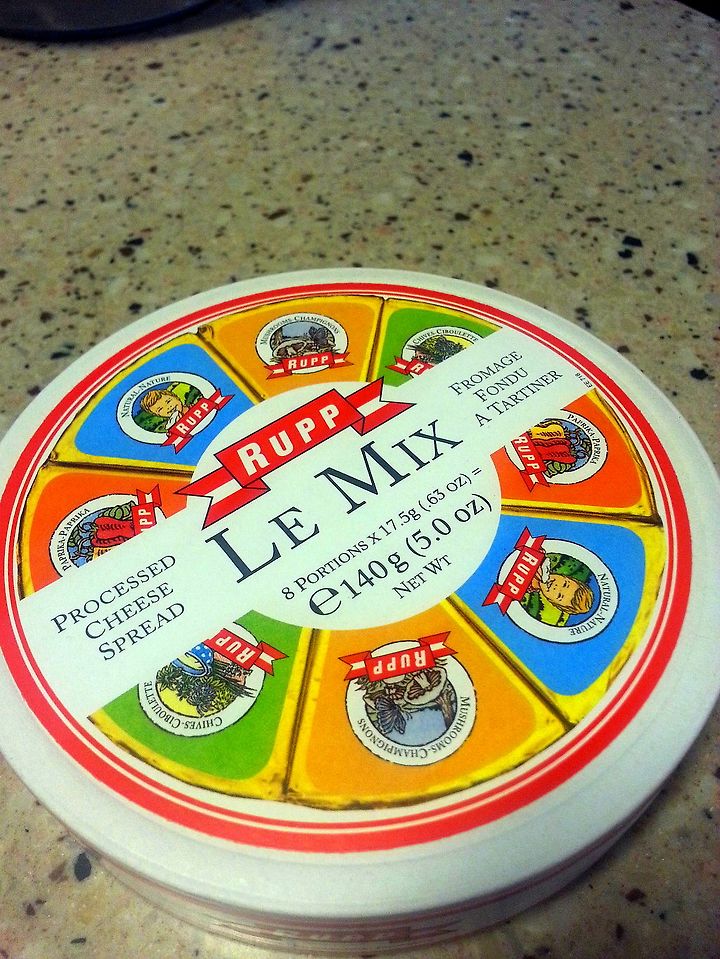 RUPP
LE MIX
8 PORTIONS X 17.5g (.63 OZ) =
e 140 g (5.0 OZ)
NET WT
PROCESSED
CHEESE
SPREAD
FROMAGE
FONDU
A TARTINER
MUSHROOMS-CHAMPIGNONS
RUPP
CHIVES-CIBOULETTE
PAPRIKA-PAPRIKA
RUPP
NATURAL-NATURE
RUPP
MUSHROOMS-CHAMPIGNONS
RUPP
CHIVES-CIBOULETTE
RUP
PAPRIKA-PAPRIKA
NATURAL-NATURE
RUPP